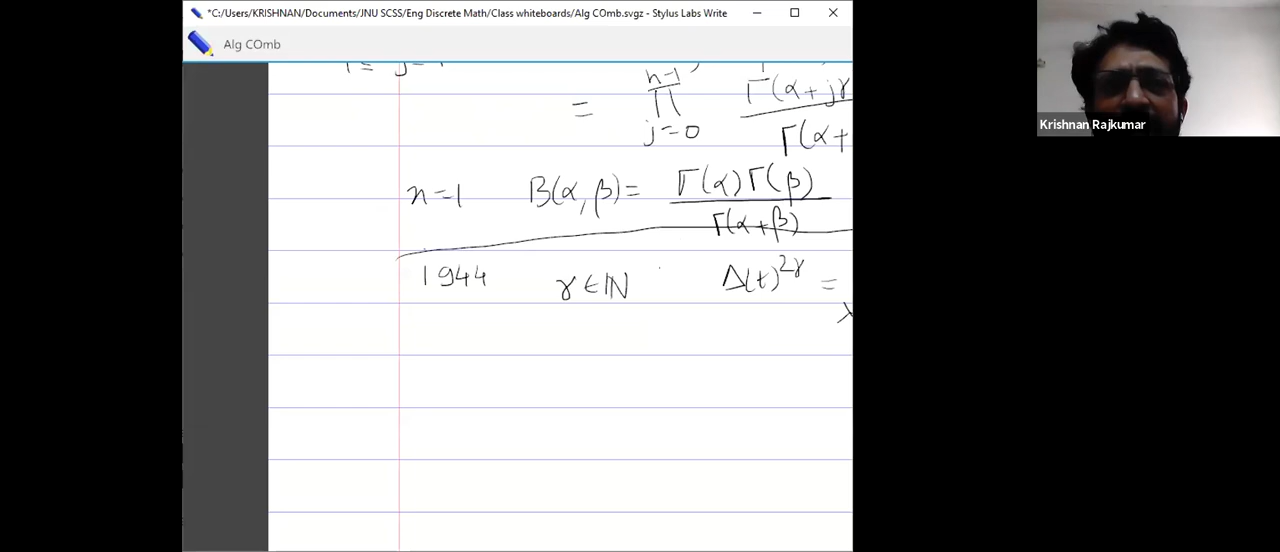 *C:/Users/KRISHNAN/Documents/JNU SCSS/Eng Discrete Math/Class whiteboards/Alg COmb.svgz - Stylus Labs Write
Alg COmb
= n-1 ∏ j=0 Γ(α+jγ / Γ(α+
n=1 B(α,β)= Γ(α)Γ(β) / Γ(α+β)
1944 γ∈ℕ Δ(t)^2γ =
λ
Krishnan Rajkumar